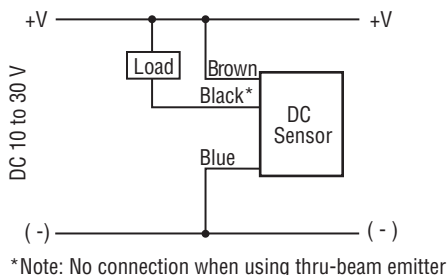 +V +V
Load
Brown
Black*
DC 10 to 30 V
DC
Sensor
Blue
( -) ( - )
*Note: No connection when using thru-beam emitter